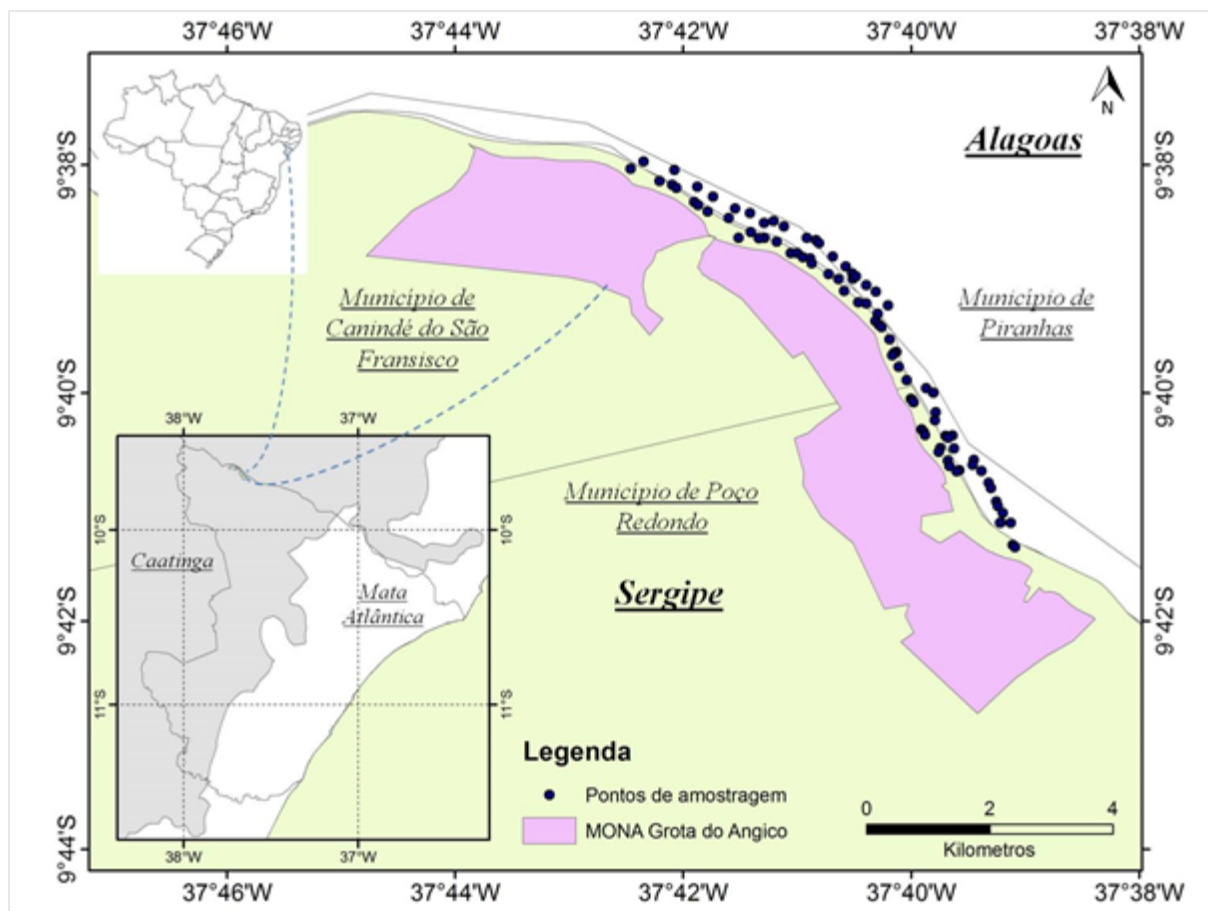 37°46'W 37°44'W 37°42'W 37°40'W 37°38'W
N
Alagoas
9°38'S 9°38'S
Município de
Canindé do São
Fransisco
Município de
Piranhas
9°40'S 9°40'S
38°W 37°W
Município de Poço
Redondo
10°S 10°S
Caatinga
Mata
Atlântica
Sergipe
9°42'S 9°42'S
11°S 11°S
Legenda
Pontos de amostragem
MONA Grota do Angico
0 2 4
Kilometros
38°W 37°W
9°44'S 9°44'S
37°46'W 37°44'W 37°42'W 37°40'W 37°38'W